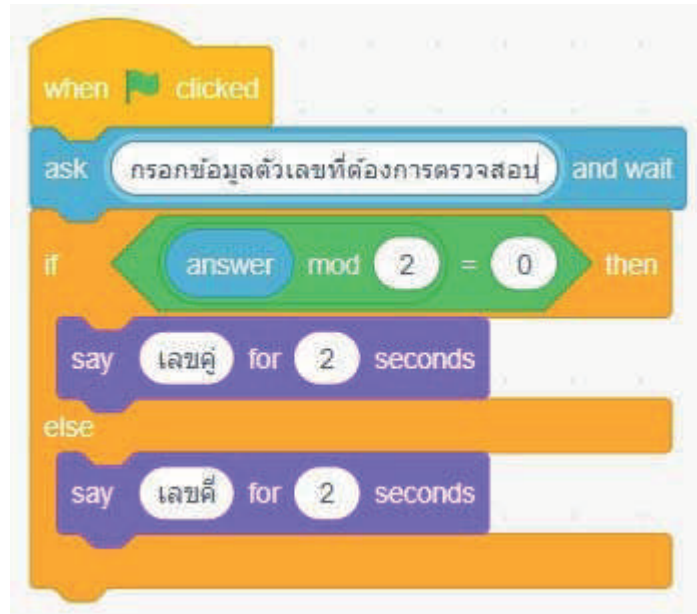 when clicked
ask กรอกข้อมูลตัวเลขที่ต้องการตรวจสอบ and wait
if answer mod 2 = 0 then
say เลขคู่ for 2 seconds
else
say เลขคี่ for 2 seconds